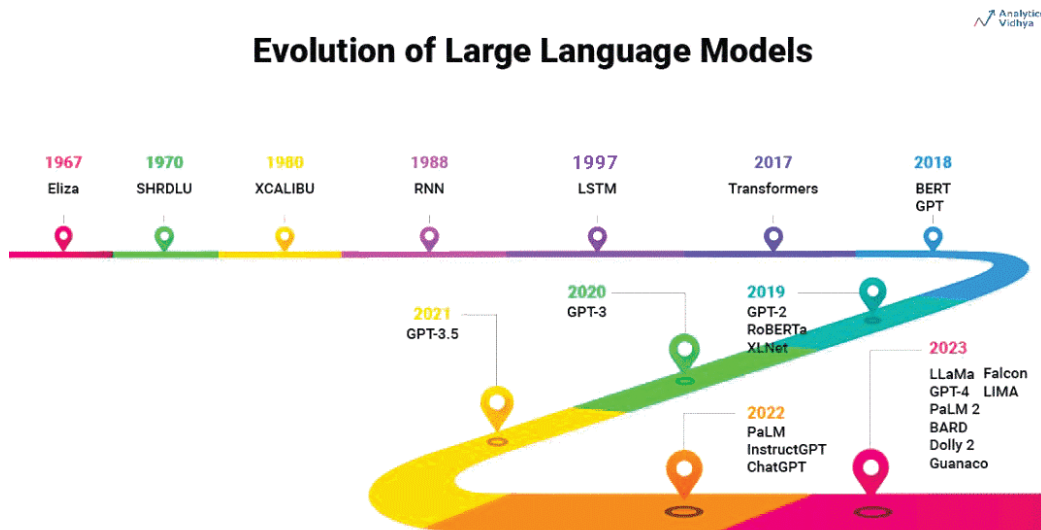 Analytics
Vidhya
Evolution of Large Language Models
1967
Eliza
1970
SHRDLU
1980
XCALIBU
1988
RNN
1997
LSTM
2017
Transformers
2018
BERT
GPT
2019
GPT-2
RoBERTa
XLNet
2020
GPT-3
2021
GPT-3.5
2022
PaLM
InstructGPT
ChatGPT
2023
LLaMa Falcon
GPT-4 LIMA
PaLM 2
BARD
Dolly 2
Guanaco